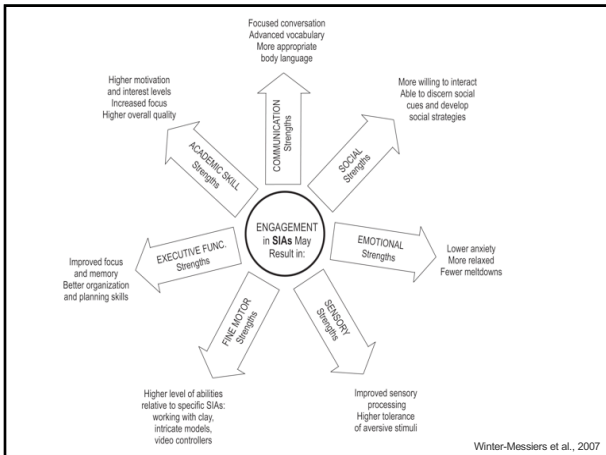 Focused conversation
Advanced vocabulary
More appropriate
body language
COMMUNICATION
Strengths
More willing to interact
Able to discern social
cues and develop
social strategies
SOCIAL
Strengths
EMOTIONAL
Strengths
Lower anxiety
More relaxed
Fewer meltdowns
SENSORY
Strengths
Improved sensory
processing
Higher tolerance
of aversive stimuli
FINE MOTOR
Strengths
Higher level of abilities
relative to specific SIAs:
working with clay,
intricate models,
video controllers
EXECUTIVE FUNC.
Strengths
Improved focus
and memory
Better organization
and planning skills
ACADEMIC SKILL
Strengths
Higher motivation
and interest levels
Increased focus
Higher overall quality
ENGAGEMENT
in SIAs May
Result in:
Winter-Messiers et al., 2007